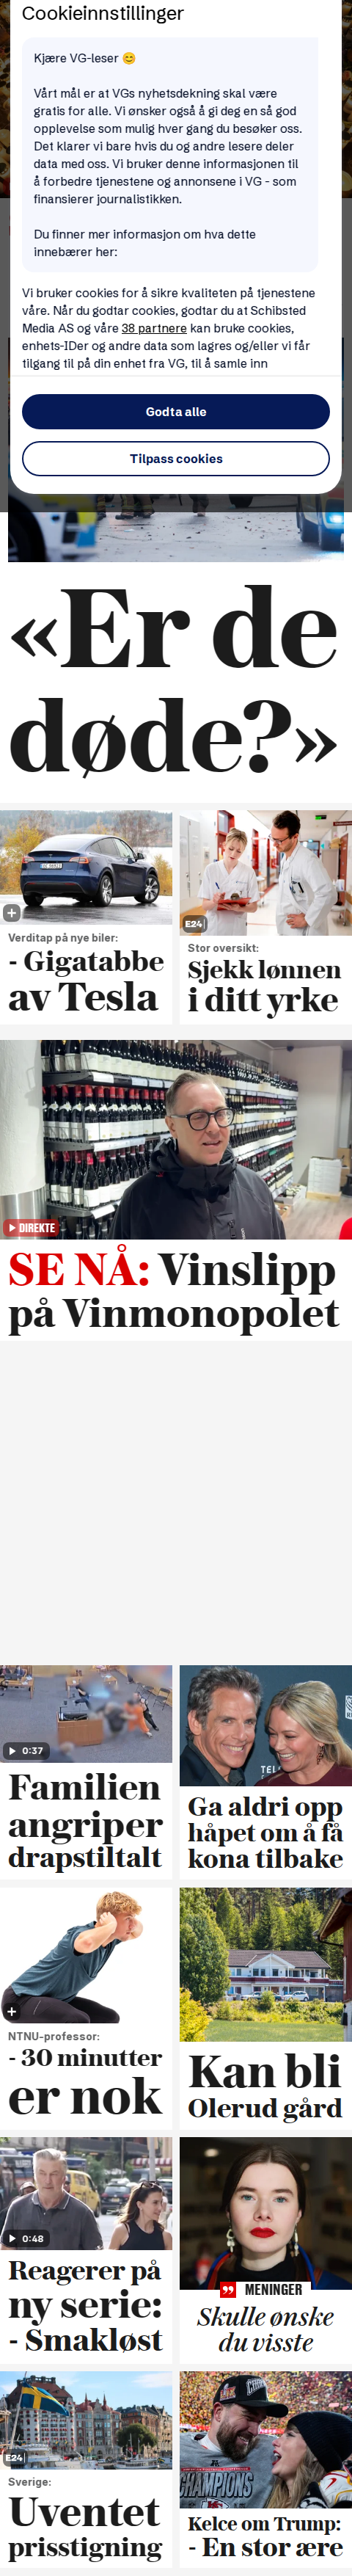 Cookieinnstillinger
Kjære VG-leser 😊
Vårt mål er at VGs nyhetsdekning skal være
gratis for alle. Vi ønsker også å gi deg en så god
opplevelse som mulig hver gang du besøker oss.
Det klarer vi bare hvis du og andre lesere deler
data med oss. Vi bruker denne informasjonen til
å forbedre tjenestene og annonsene i VG - som
finansierer journalistikken.
Du finner mer informasjon om hva dette
innebærer her:
Vi bruker cookies for å sikre kvaliteten på tjenestene
våre. Når du godtar cookies, godtar du at Schibsted
Media AS og våre 38 partnere kan bruke cookies,
enhets-IDer og andre data som lagres og/eller vi får
tilgang til på din enhet fra VG, til å samle inn
Godta alle
Tilpass cookies
«Er de
døde?»
Verditap på nye biler:
- Gigatabbe
av Tesla
E24
Stor oversikt:
Sjekk lønnen
i ditt yrke
DIREKTE
SE NÅ: Vinslipp
på Vinmonopolet
0:37
Familien
angriper
drapstiltalt
Ga aldri opp
håpet om å få
kona tilbake
NTNU-professor:
- 30 minutter
er nok
Kan bli
Olerud gård
0:48
Reagerer på
ny serie:
- Smakløst
MENINGER
Skulle ønske
du visste
E24
Sverige:
Uventet
prisstigning
CHAMPIONS
Kelce om Trump:
- En stor ære